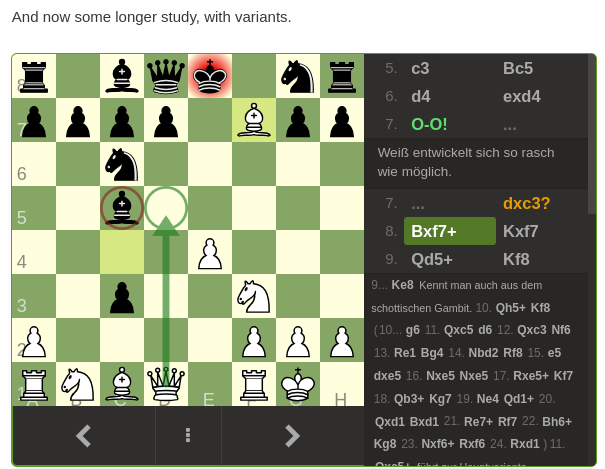 And now some longer study, with variants.
8
7
6
5
4
3
2
1
A B C D E F G H
5. c3 Bc5
6. d4 exd4
7. O-O! ...
Weiß entwickelt sich so rasch
wie möglich.
7. ... dxc3?
8. Bxf7+ Kxf7
9. Qd5+ Kf8
9... Ke8 Kennt man auch aus dem
schottischen Gambit. 10. Qh5+ Kf8
(10... g6 11. Qxc5 d6 12. Qxc3 Nf6
13. Re1 Bg4 14. Nbd2 Rf8 15. e5
dxe5 16. Nxe5 Nxe5 17. Rxe5+ Kf7
18. Qb3+ Kg7 19. Ne4 Qd1+ 20.
Qxd1 Bxd1 21. Re7+ Rf7 22. Bh6+
Kg8 23. Nxf6+ Rxf6 24. Rxd1 ) 11.
Qxc5+ führt zur Hauptvariante